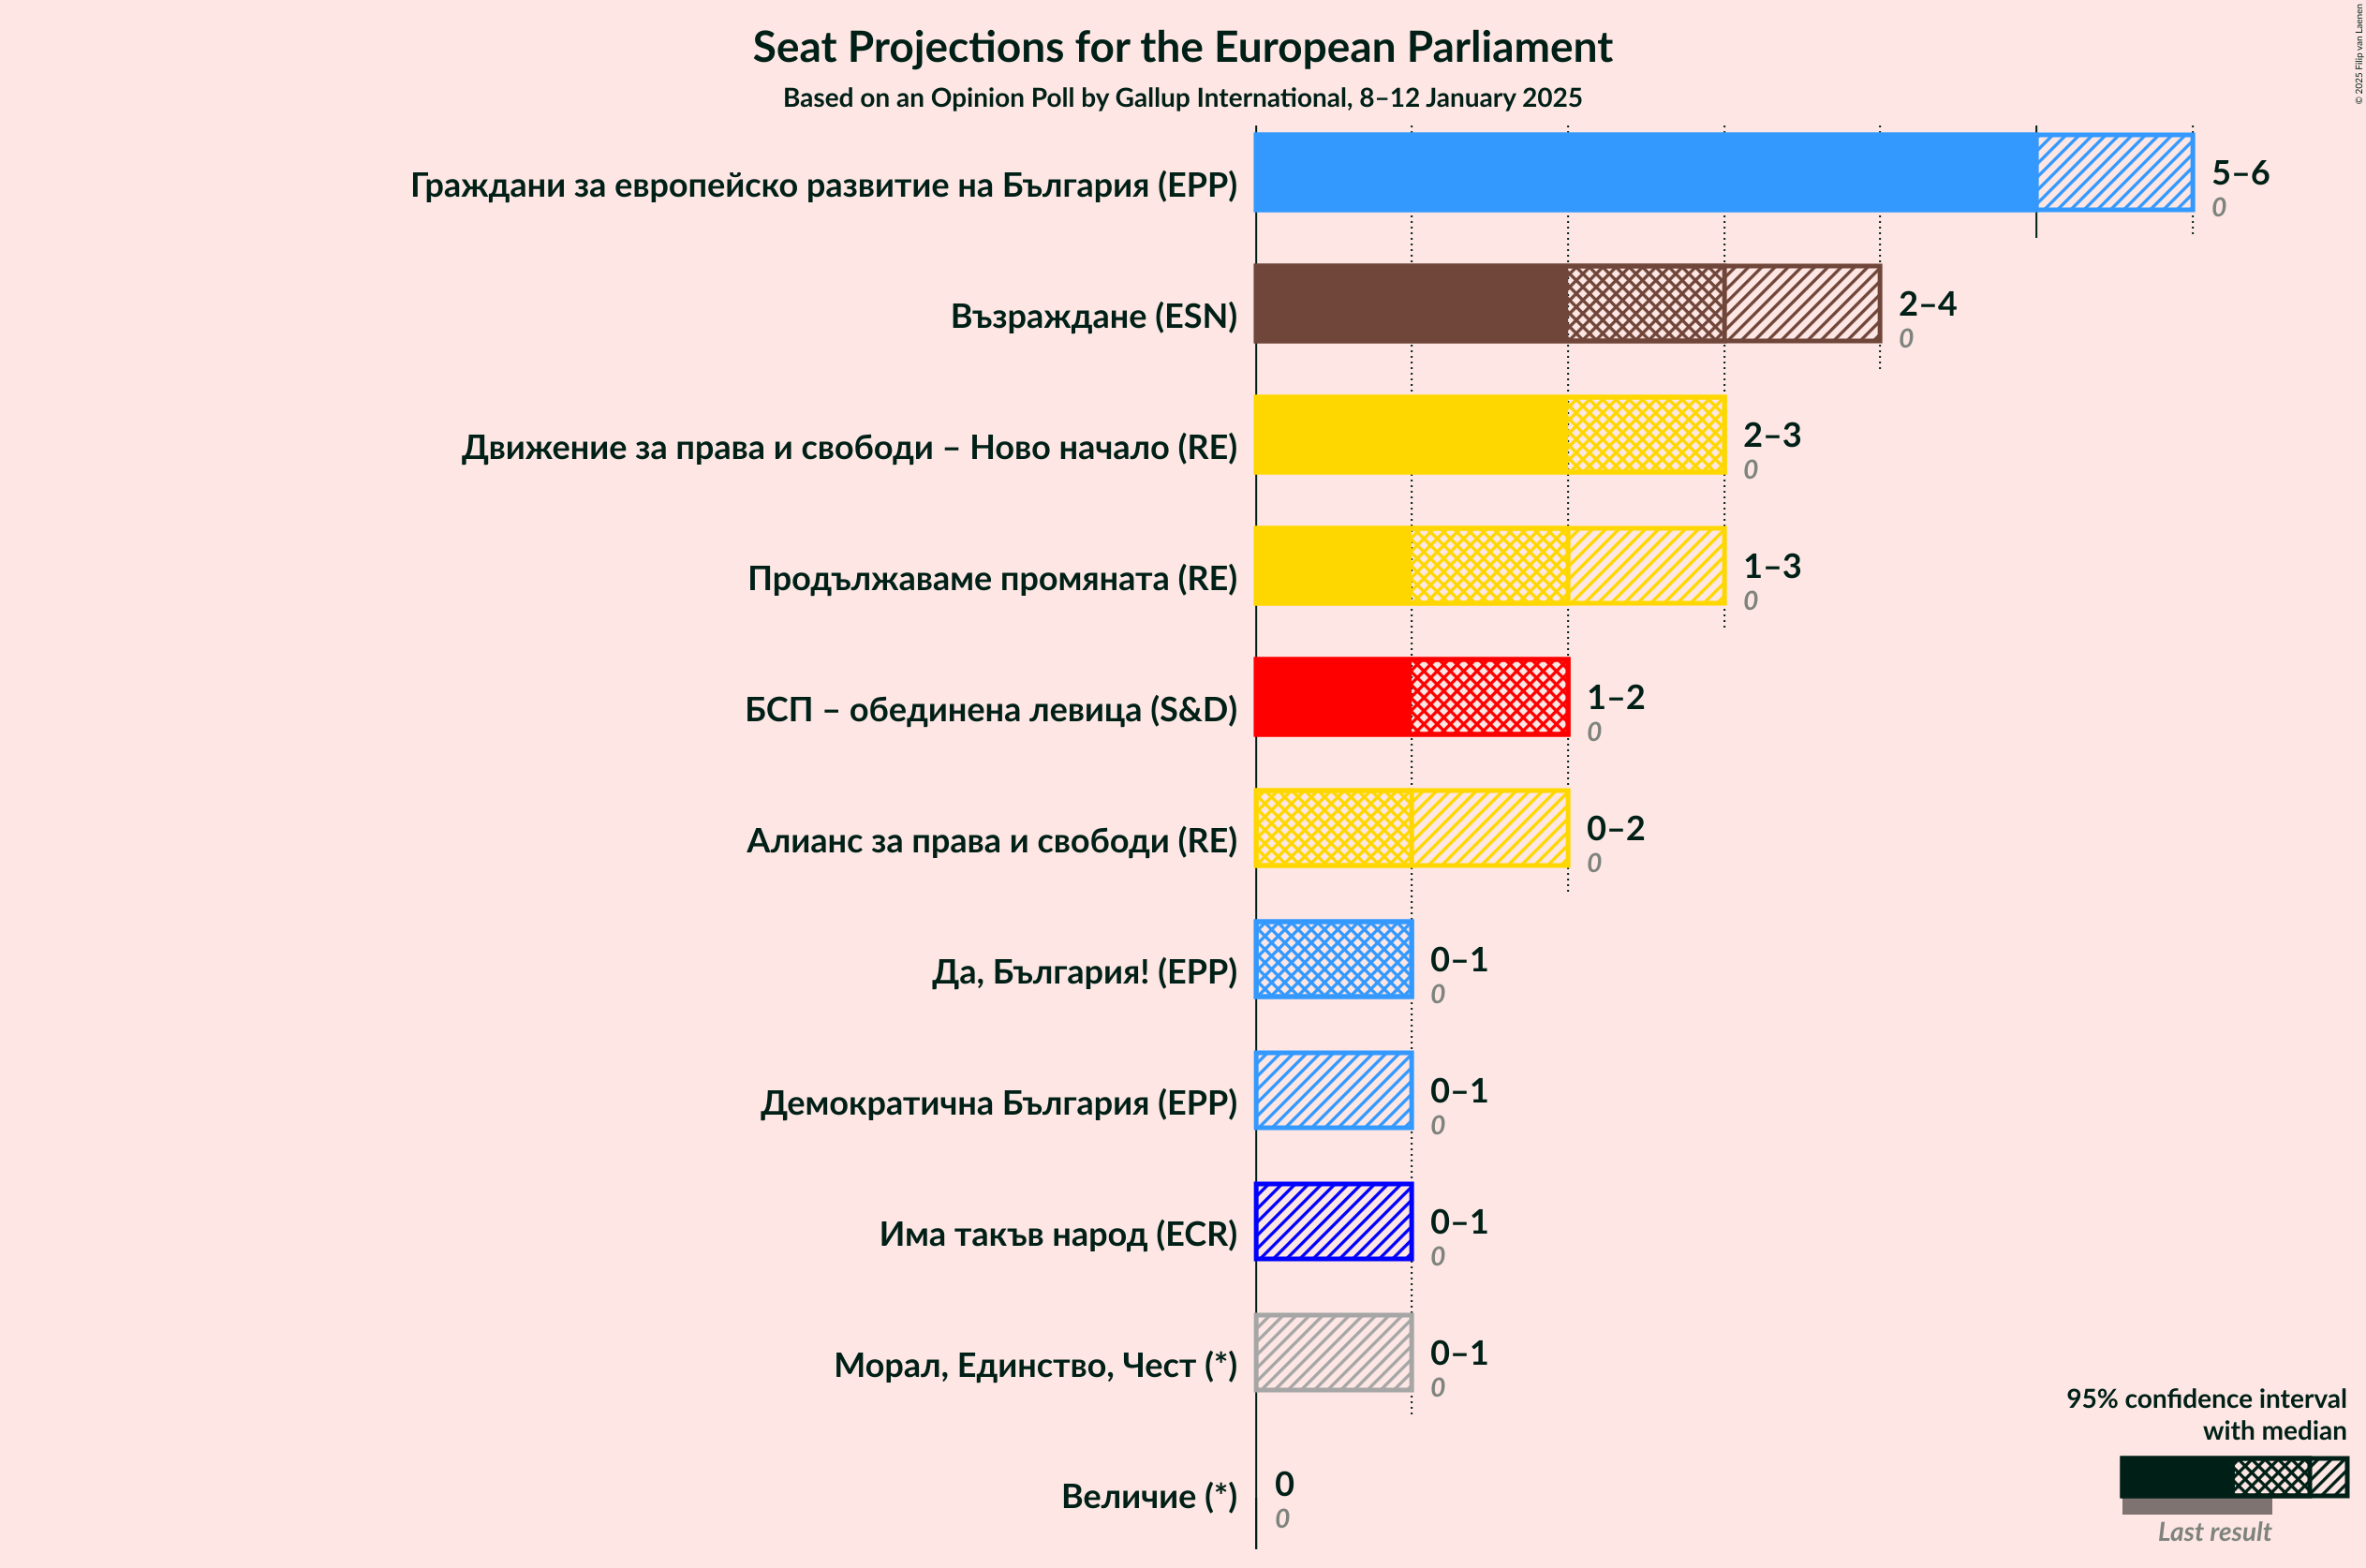 Seat Projections for the European Parliament
Based on an Opinion Poll by Gallup International, 8–12 January 2025
© 2025 Filip van Laenen
Граждани за европейско развитие на България (EPP)
5–6
0
Възраждане (ESN)
2–4
0
Движение за права и свободи – Ново начало (RE)
2–3
0
Продължаваме промяната (RE)
1–3
0
БСП – обединена левица (S&D)
1–2
0
Алианс за права и свободи (RE)
0–2
0
Да, България! (EPP)
0–1
0
Демократична България (EPP)
0–1
0
Има такъв народ (ECR)
0–1
0
Морал, Единство, Чест (*)
0–1
0
Величие (*)
0
0
95% confidence interval
with median
Last result